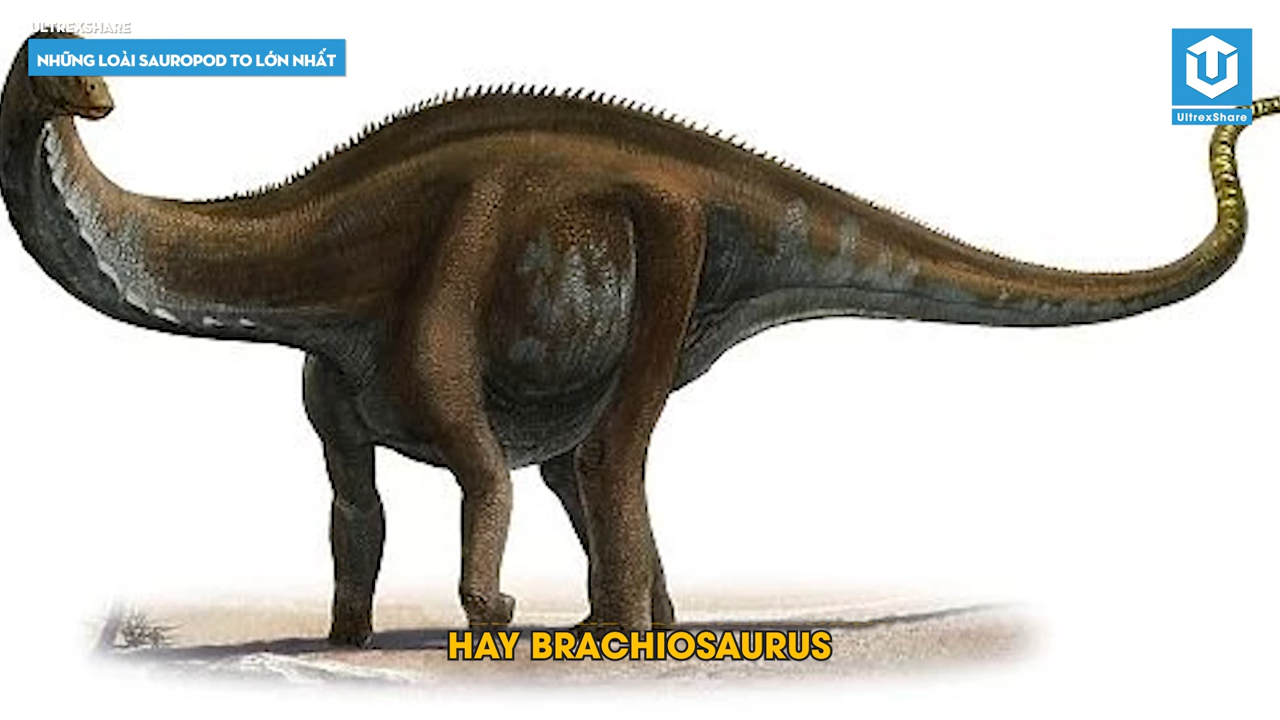 ULTREXSHARE
NHỮNG LOÀI SAUROPOD TO LỚN NHẤT
UltrexShare
HAY BRACHIOSAURUS